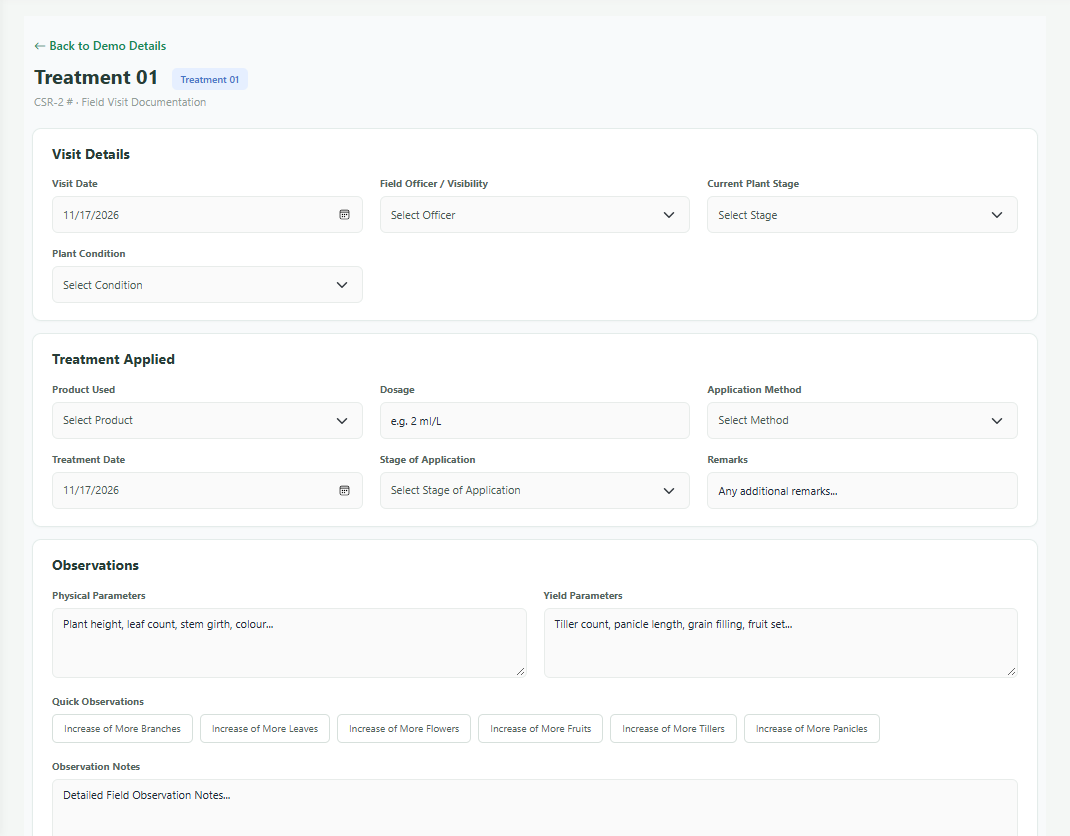 ← Back to Demo Details
Treatment 01 Treatment 01
CSR-2 # · Field Visit Documentation
Visit Details
Visit Date Field Officer / Visibility Current Plant Stage
11/17/2026 Select Officer Select Stage
Plant Condition
Select Condition
Treatment Applied
Product Used Dosage Application Method
Select Product e.g. 2 ml/L Select Method
Treatment Date Stage of Application Remarks
11/17/2026 Select Stage of Application Any additional remarks...
Observations
Physical Parameters Yield Parameters
Plant height, leaf count, stem girth, colour... Tiller count, panicle length, grain filling, fruit set...
Quick Observations
Increase of More Branches Increase of More Leaves Increase of More Flowers Increase of More Fruits Increase of More Tillers Increase of More Panicles
Observation Notes
Detailed Field Observation Notes...